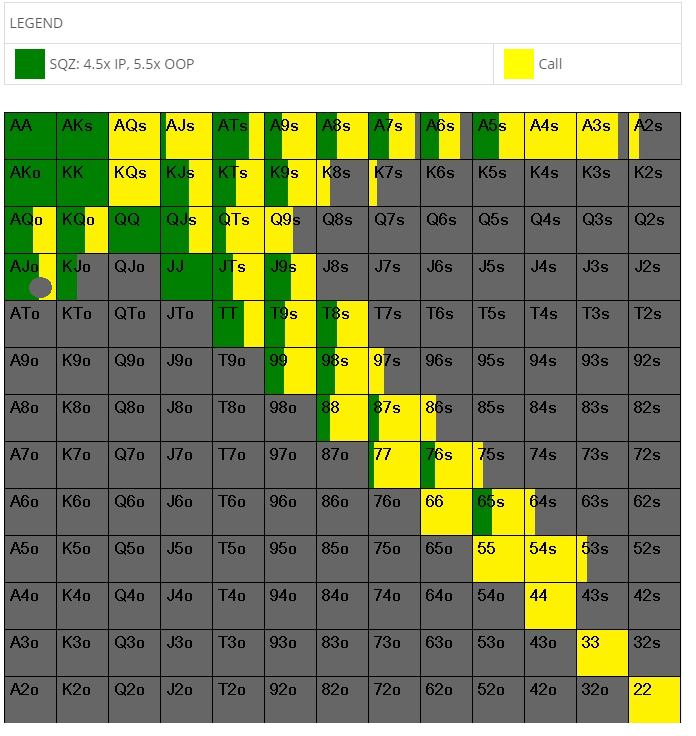 LEGEND
SQZ: 4.5x IP, 5.5x OOP Call
AA AKs AQs AJs ATs A9s A8s A7s A6s A5s A4s A3s A2s
AKo KK KQs KJs KTs K9s K8s K7s K6s K5s K4s K3s K2s
AQo KQo QQ QJs QTs Q9s Q8s Q7s Q6s Q5s Q4s Q3s Q2s
AJo KJo QJo JJ JTs J9s J8s J7s J6s J5s J4s J3s J2s
ATo KTo QTo JTo TT T9s T8s T7s T6s T5s T4s T3s T2s
A9o K9o Q9o J9o T9o 99 98s 97s 96s 95s 94s 93s 92s
A8o K8o Q8o J8o T8o 98o 88 87s 86s 85s 84s 83s 82s
A7o K7o Q7o J7o T7o 97o 87o 77 76s 75s 74s 73s 72s
A6o K6o Q6o J6o T6o 96o 86o 76o 66 65s 64s 63s 62s
A5o K5o Q5o J5o T5o 95o 85o 75o 65o 55 54s 53s 52s
A4o K4o Q4o J4o T4o 94o 84o 74o 64o 54o 44 43s 42s
A3o K3o Q3o J3o T3o 93o 83o 73o 63o 53o 43o 33 32s
A2o K2o Q2o J2o T2o 92o 82o 72o 62o 52o 42o 32o 22